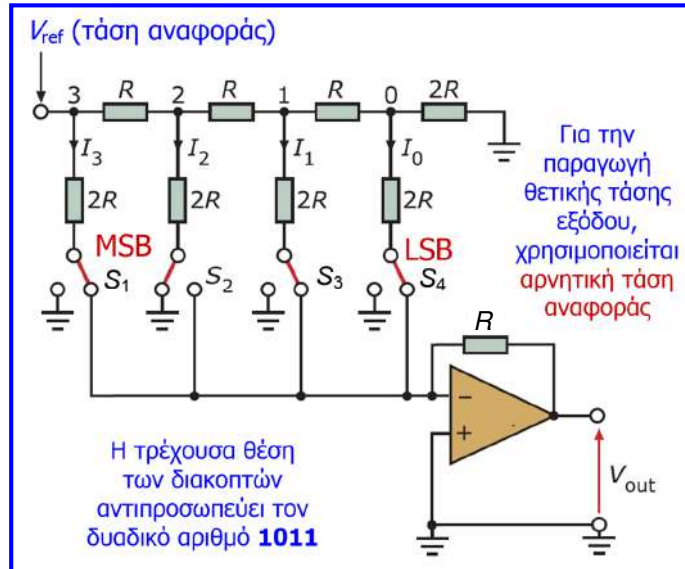 Vref (τάση αναφοράς)
3 R 2 R 1 R 0 2R
I3 I2 I1 I0
2R 2R 2R 2R
MSB LSB
S1 S2 S3 S4
Για την
παραγωγή
θετικής τάσης
εξόδου,
χρησιμοποιείται
αρνητική τάση
αναφοράς
R
−
+
Vout
Η τρέχουσα θέση
των διακοπτών
αντιπροσωπεύει τον
δυαδικό αριθμό 1011